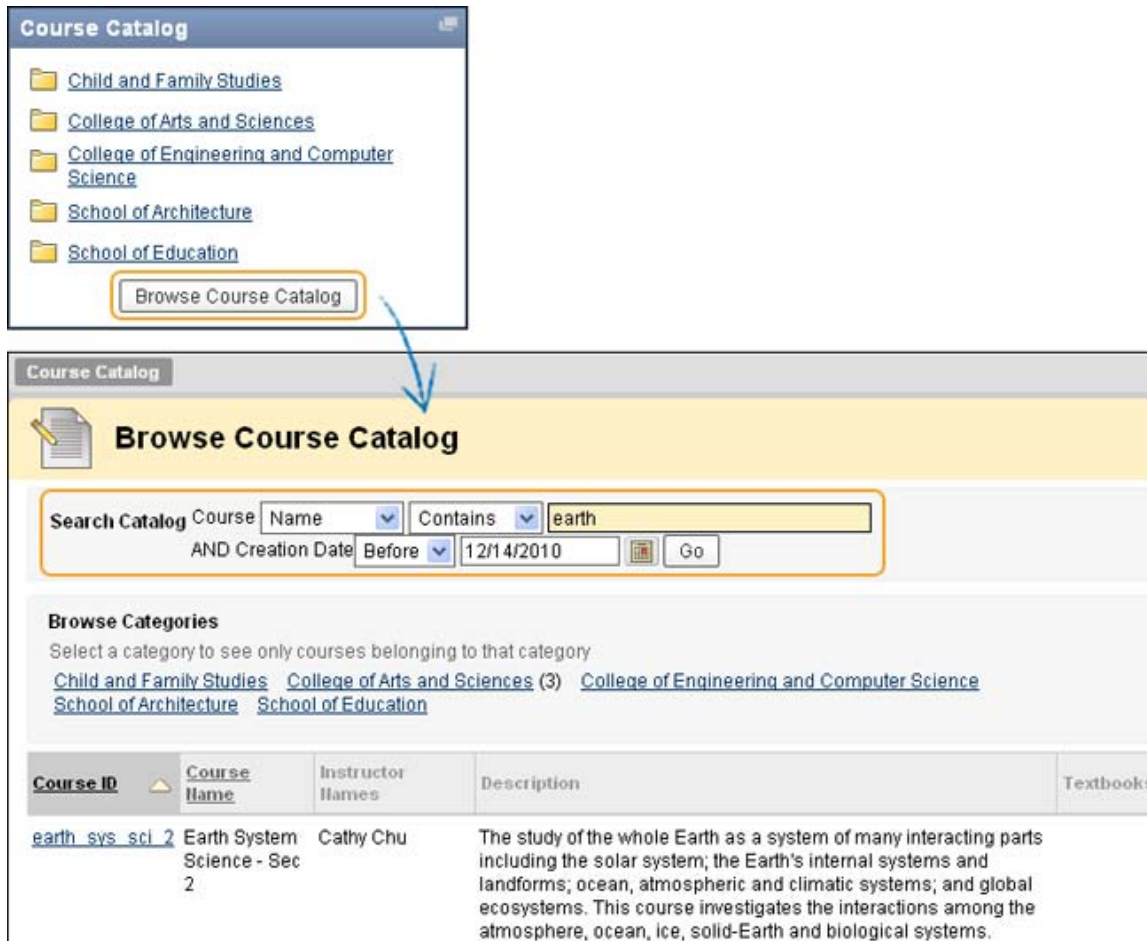 Course Catalog
Child and Family Studies
College of Arts and Sciences
College of Engineering and Computer
Science
School of Architecture
School of Education
Browse Course Catalog
Course Catalog
Browse Course Catalog
Search Catalog Course Name Contains earth
AND Creation Date Before 12/14/2010 Go
Browse Categories
Select a category to see only courses belonging to that category
Child and Family Studies College of Arts and Sciences (3) College of Engineering and Computer Science
School of Architecture School of Education
Course ID Course Name Instructor Names Description Textbooks
earth_sys_sci_2 Earth System Cathy Chu The study of the whole Earth as a system of many interacting parts
Science - Sec including the solar system; the Earth's internal systems and
2 landforms; ocean, atmospheric and climatic systems; and global
ecosystems. This course investigates the interactions among the
atmosphere, ocean, ice, solid-Earth and biological systems.